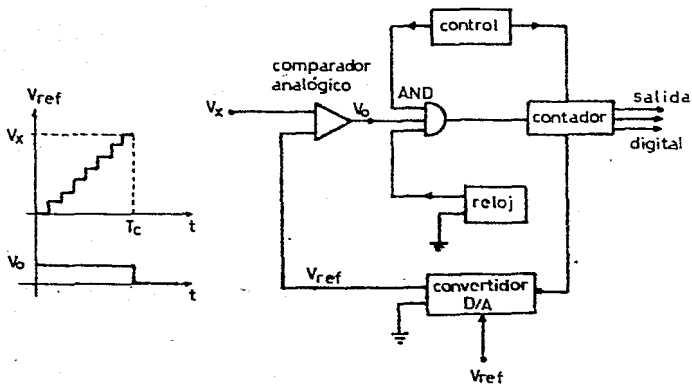 Vref
Vx
Tc
t
Vo
t
control
comparador
analógico
AND
Vx
Vo
contador
salida
digital
reloj
Vref
convertidor
D/A
Vref